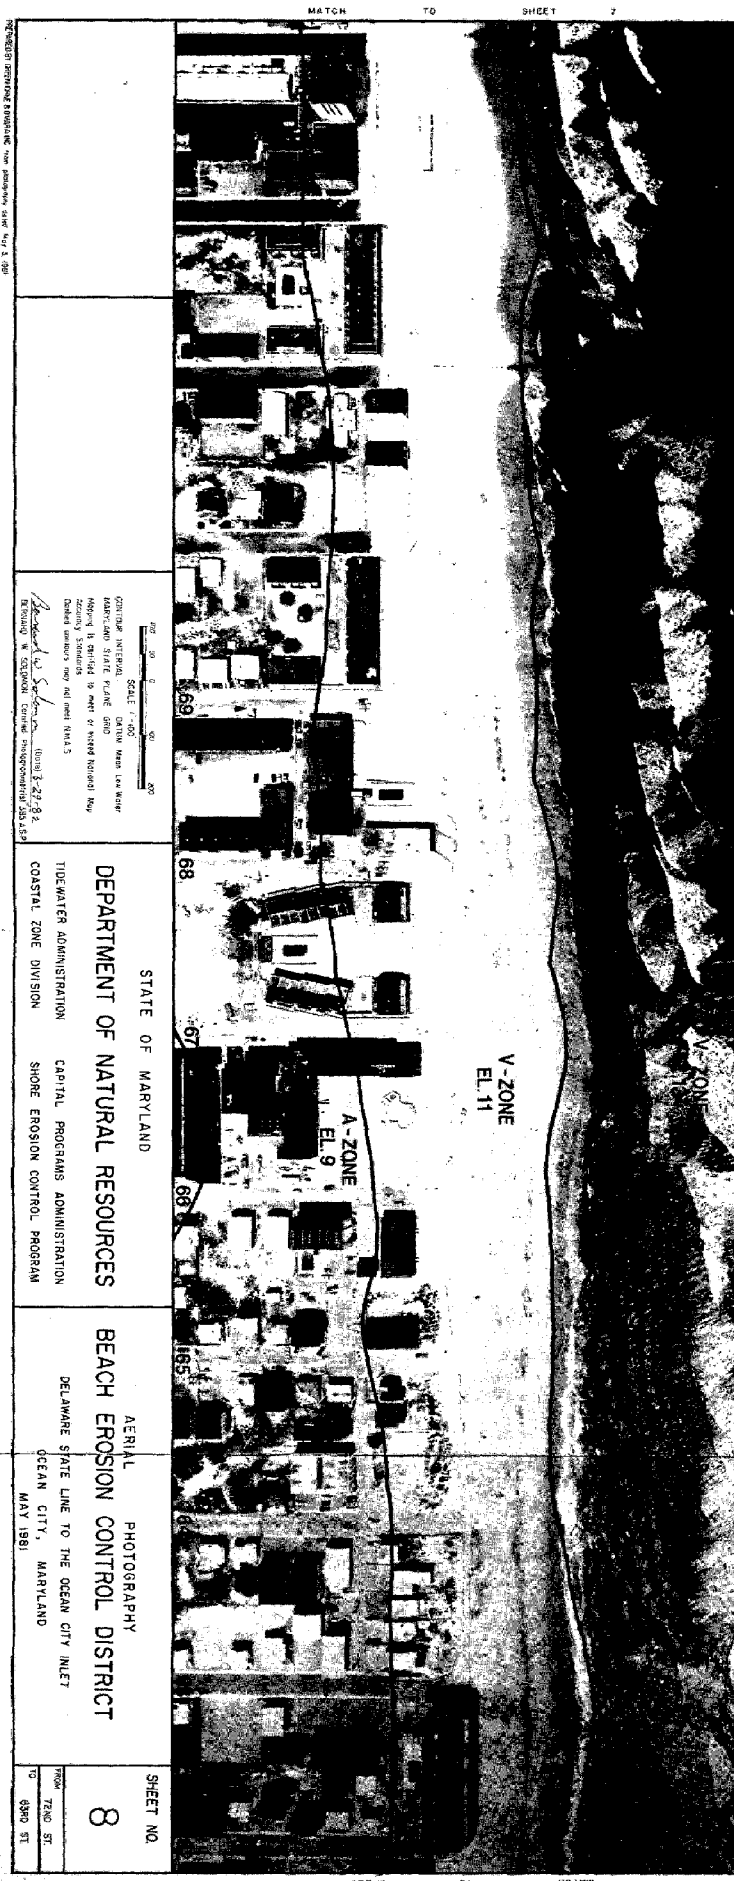 MATCH TO SHEET 7
69
68
67
66
65
V-ZONE
EL.11
A-ZONE
EL.9
V-ZONE
SCALE 1"=100'
CONTOUR INTERVAL DATUM Mean Low Water
MARYLAND STATE PLANE GRID
Mapping is certified to meet or exceed National Map
Accuracy Standards
Dashed contours may not meet N.M.A.S.
BERNARD W. SOLOMON Certified Photogrammetrist
STATE OF MARYLAND
DEPARTMENT OF NATURAL RESOURCES
TIDEWATER ADMINISTRATION CAPITAL PROGRAMS ADMINISTRATION
COASTAL ZONE DIVISION SHORE EROSION CONTROL PROGRAM
AERIAL PHOTOGRAPHY
BEACH EROSION CONTROL DISTRICT
DELAWARE STATE LINE TO THE OCEAN CITY INLET
OCEAN CITY, MARYLAND
MAY 1981
SHEET NO.
8
FROM 72ND ST.
TO 63RD ST.